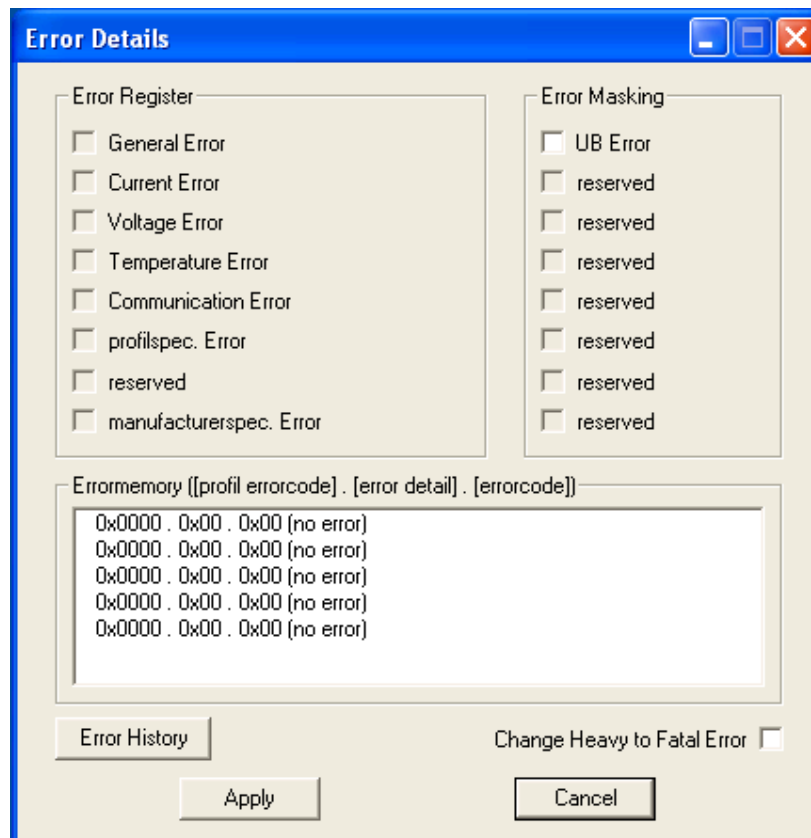 Error Details
Error Register
General Error
Current Error
Voltage Error
Temperature Error
Communication Error
profilspec. Error
reserved
manufacturerspec. Error
Error Masking
UB Error
reserved
reserved
reserved
reserved
reserved
reserved
reserved
Errormemory ([profil errorcode] . [error detail] . [errorcode])
0x0000 . 0x00 . 0x00 (no error)
0x0000 . 0x00 . 0x00 (no error)
0x0000 . 0x00 . 0x00 (no error)
0x0000 . 0x00 . 0x00 (no error)
0x0000 . 0x00 . 0x00 (no error)
Error History
Change Heavy to Fatal Error
Apply
Cancel